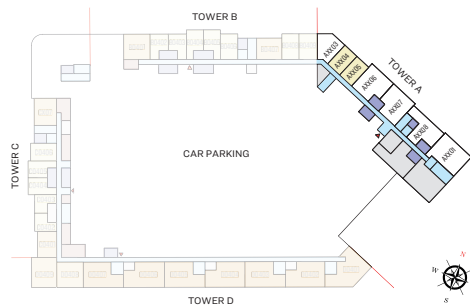 TOWER B
AXX03
AXX04
AXX05
TOWER A
AXX06
AXX07
AXX08
AXX01
CAR PARKING
TOWER C
TOWER D
N
W
S